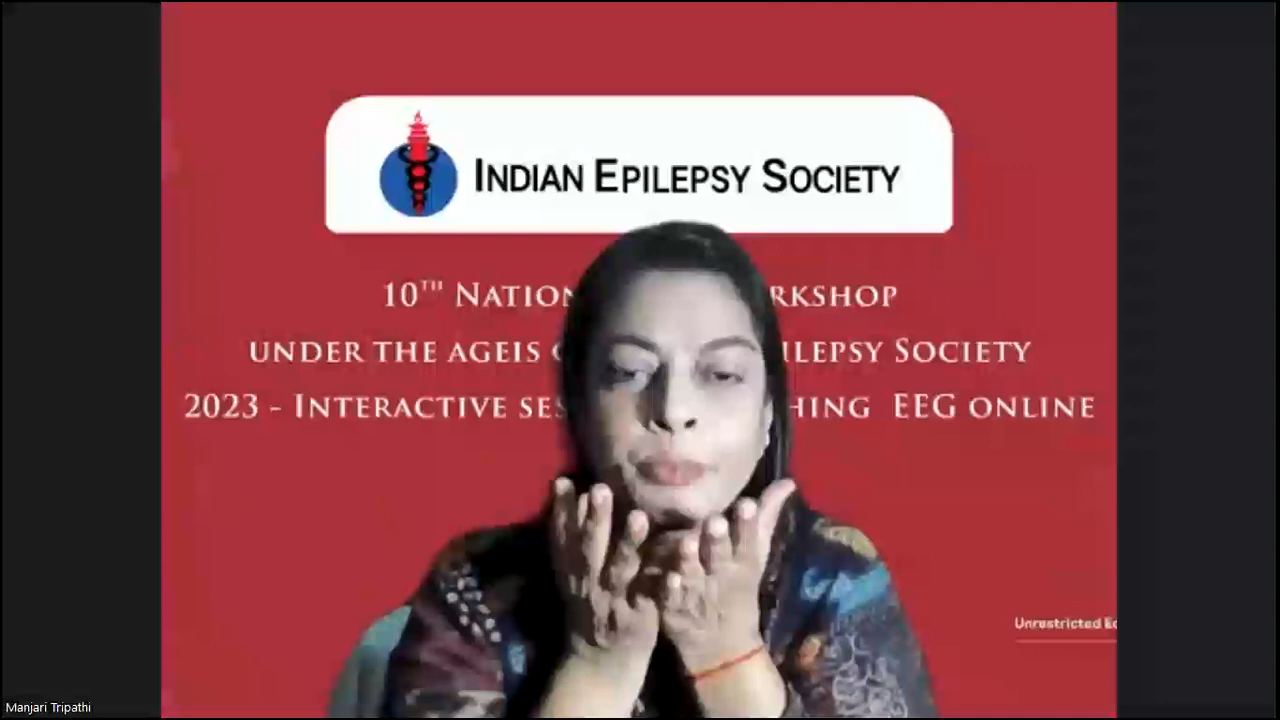 INDIAN EPILEPSY SOCIETY
10TH NATION RKSHOP
UNDER THE AGEIS ILEPSY SOCIETY
2023 - INTERACTIVE SES HING EEG ONLINE
Unrestricted
Manjari Tripathi